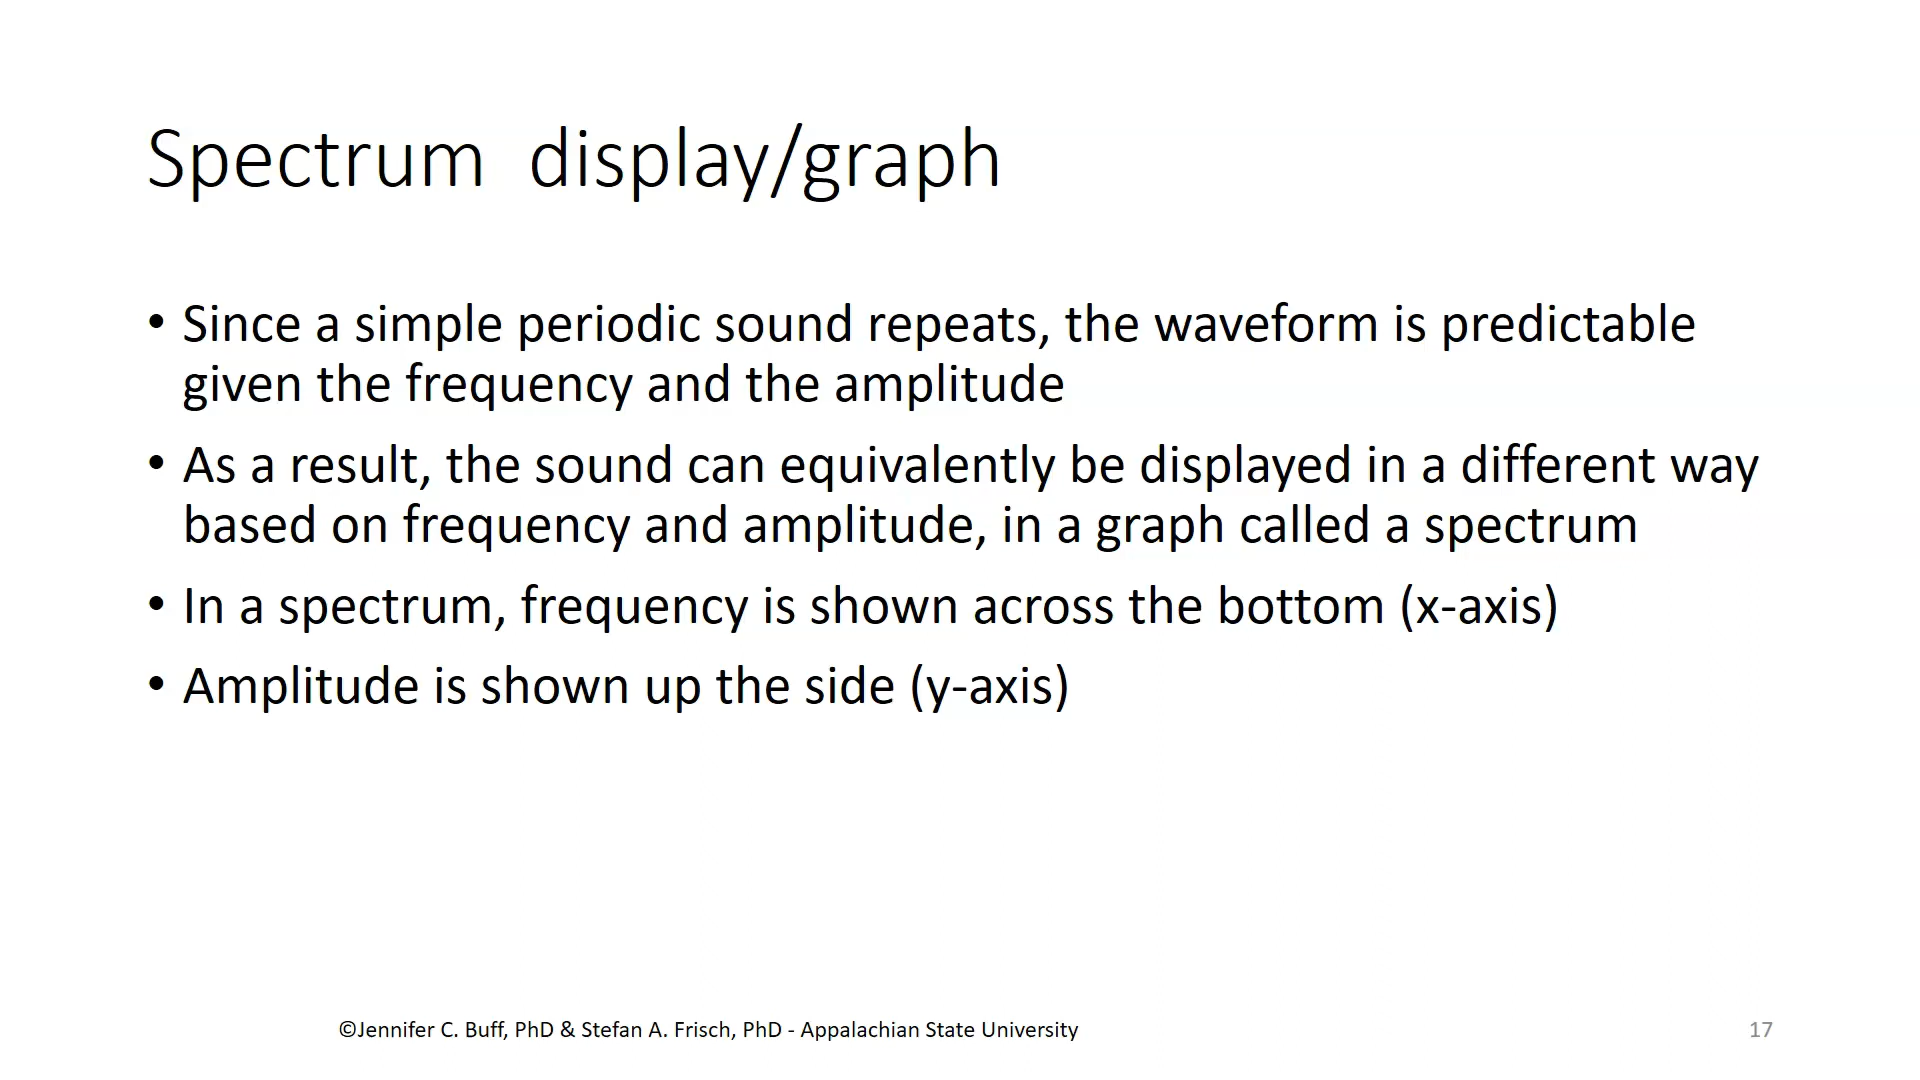 Spectrum display/graph
• Since a simple periodic sound repeats, the waveform is predictable
given the frequency and the amplitude
• As a result, the sound can equivalently be displayed in a different way
based on frequency and amplitude, in a graph called a spectrum
• In a spectrum, frequency is shown across the bottom (x-axis)
• Amplitude is shown up the side (y-axis)
©Jennifer C. Buff, PhD & Stefan A. Frisch, PhD - Appalachian State University
17